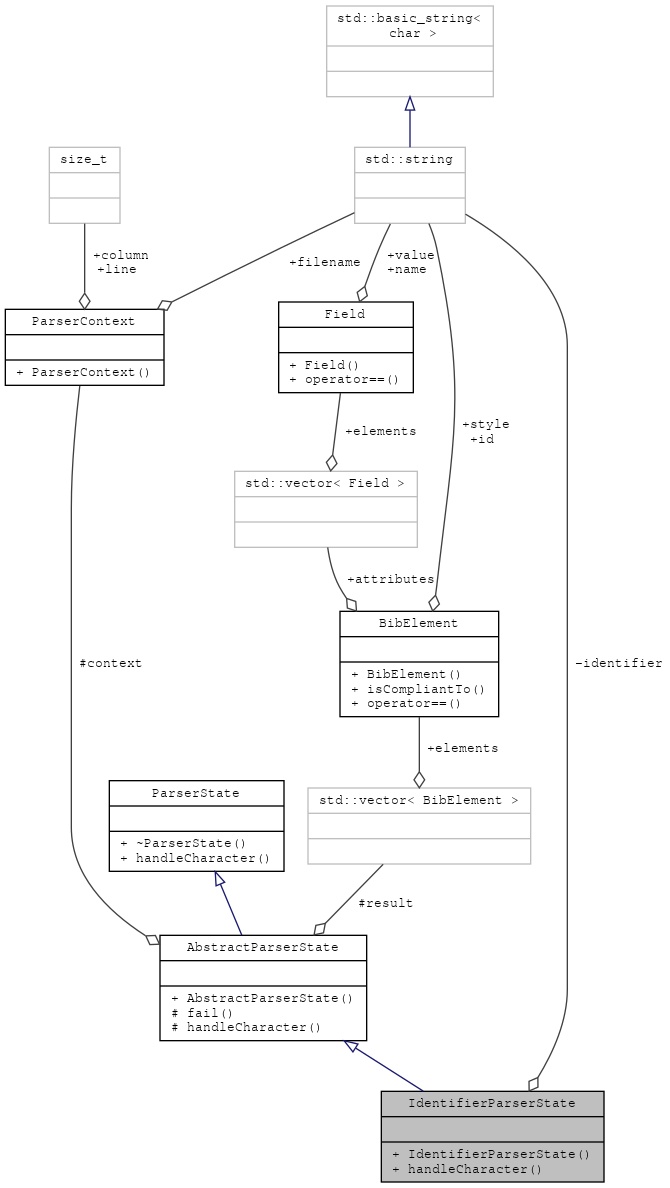 std::basic_string<
char >
std::string
size_t
+column
+line
+filename
+value
+name
ParserContext
+ ParserContext()
Field
+ Field()
+ operator==()
+elements
+style
+id
std::vector< Field >
+attributes
BibElement
+ BibElement()
+ isCompliantTo()
+ operator==()
#context
-identifier
+elements
ParserState
+ ~ParserState()
+ handleCharacter()
std::vector< BibElement >
#result
AbstractParserState
+ AbstractParserState()
# fail()
# handleCharacter()
IdentifierParserState
+ IdentifierParserState()
+ handleCharacter()